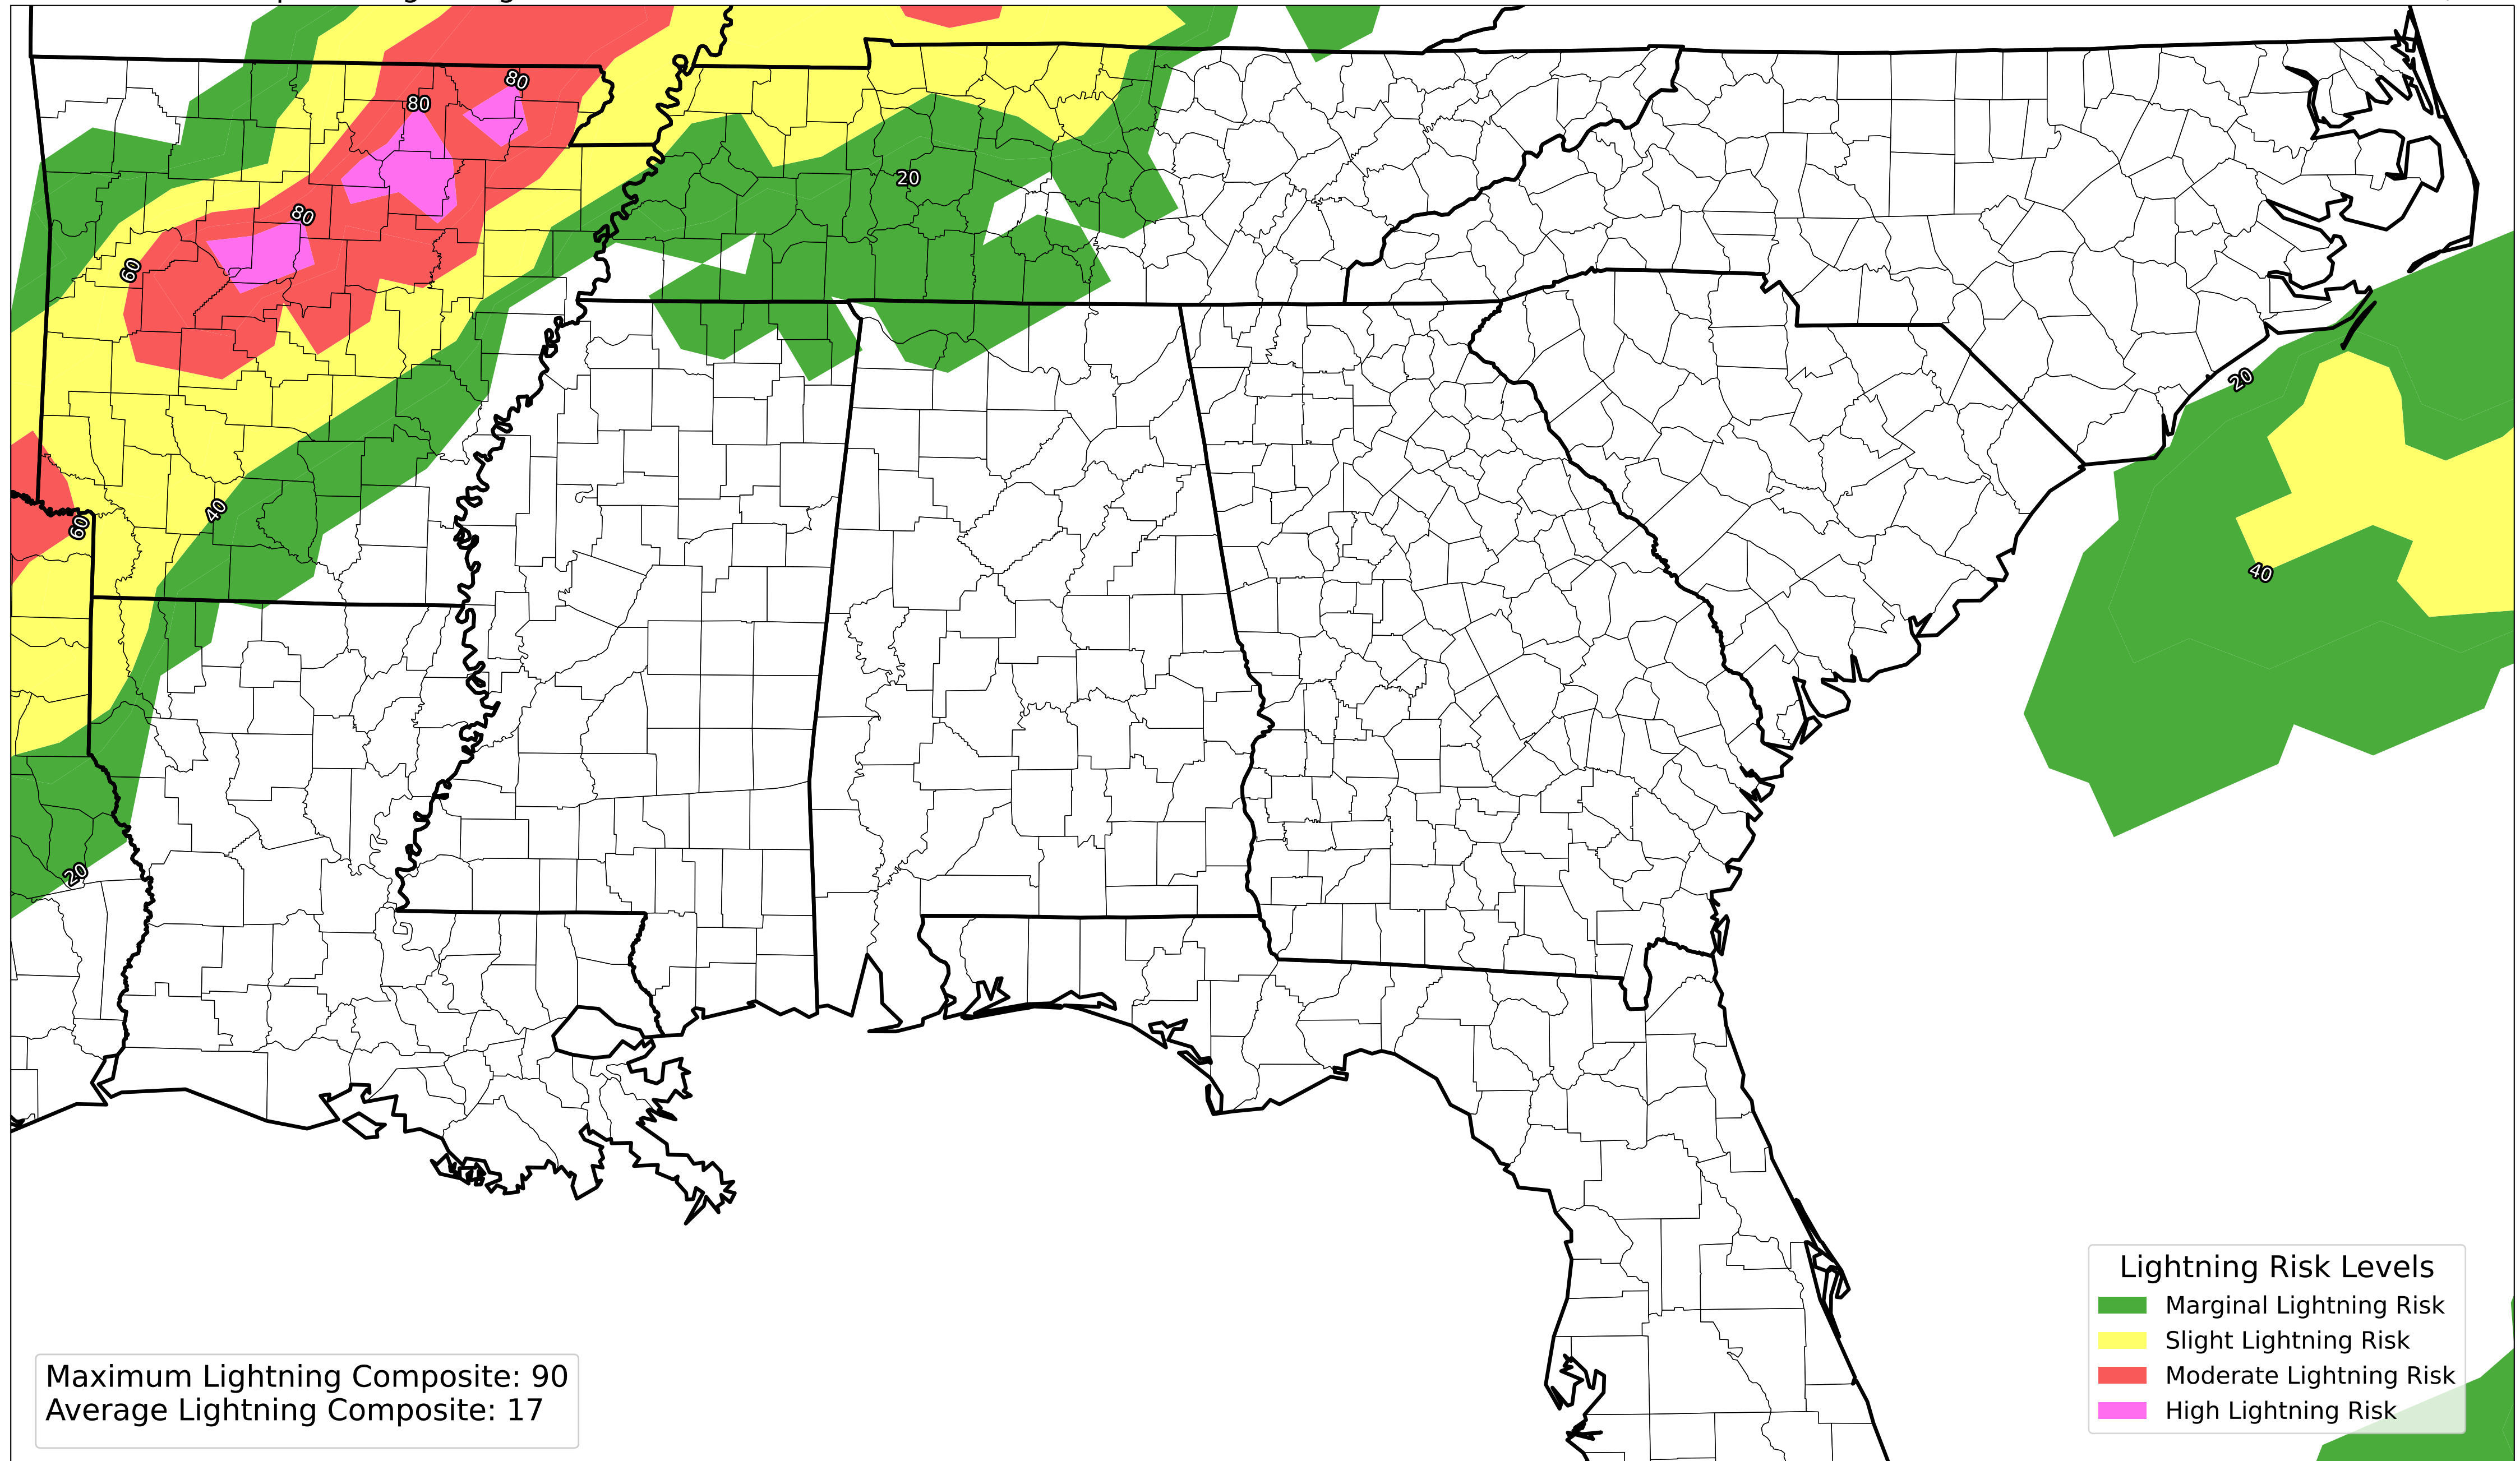 80
80
20
80
60
20
60
40
40
20
Lightning Risk Levels
Marginal Lightning Risk
Slight Lightning Risk
Moderate Lightning Risk
High Lightning Risk
Maximum Lightning Composite: 90
Average Lightning Composite: 17